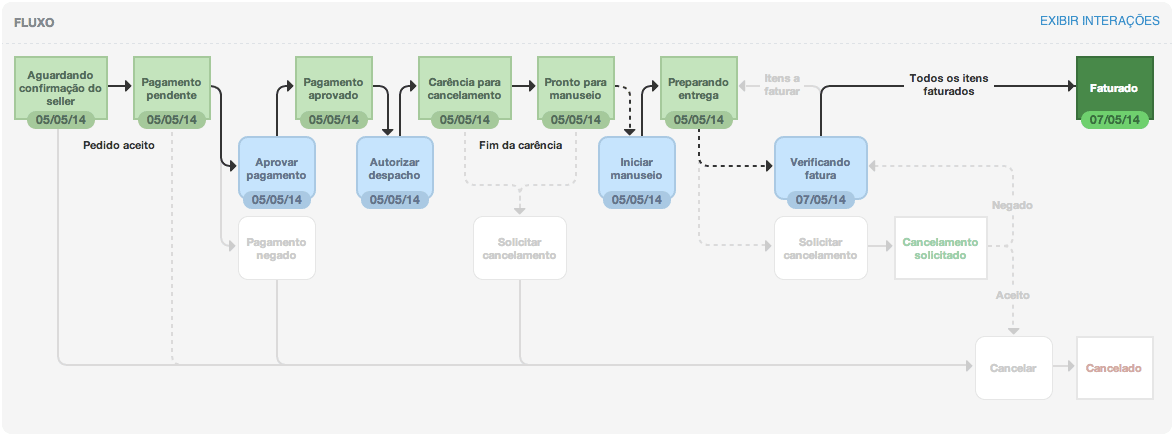 FLUXO
EXIBIR INTERAÇÕES
Aguardando
confirmação do
seller
05/05/14
Pagamento
pendente
05/05/14
Pedido aceito
Aprovar
pagamento
05/05/14
Pagamento
negado
Pagamento
aprovado
05/05/14
Autorizar
despacho
05/05/14
Carência para
cancelamento
05/05/14
Fim da carência
Solicitar
cancelamento
Pronto para
manuseio
05/05/14
Iniciar
manuseio
05/05/14
Preparando
entrega
05/05/14
Itens a
faturar
Verificando
fatura
07/05/14
Todos os itens
faturados
Faturado
07/05/14
Solicitar
cancelamento
Cancelamento
solicitado
Negado
Aceito
Cancelar
Cancelado